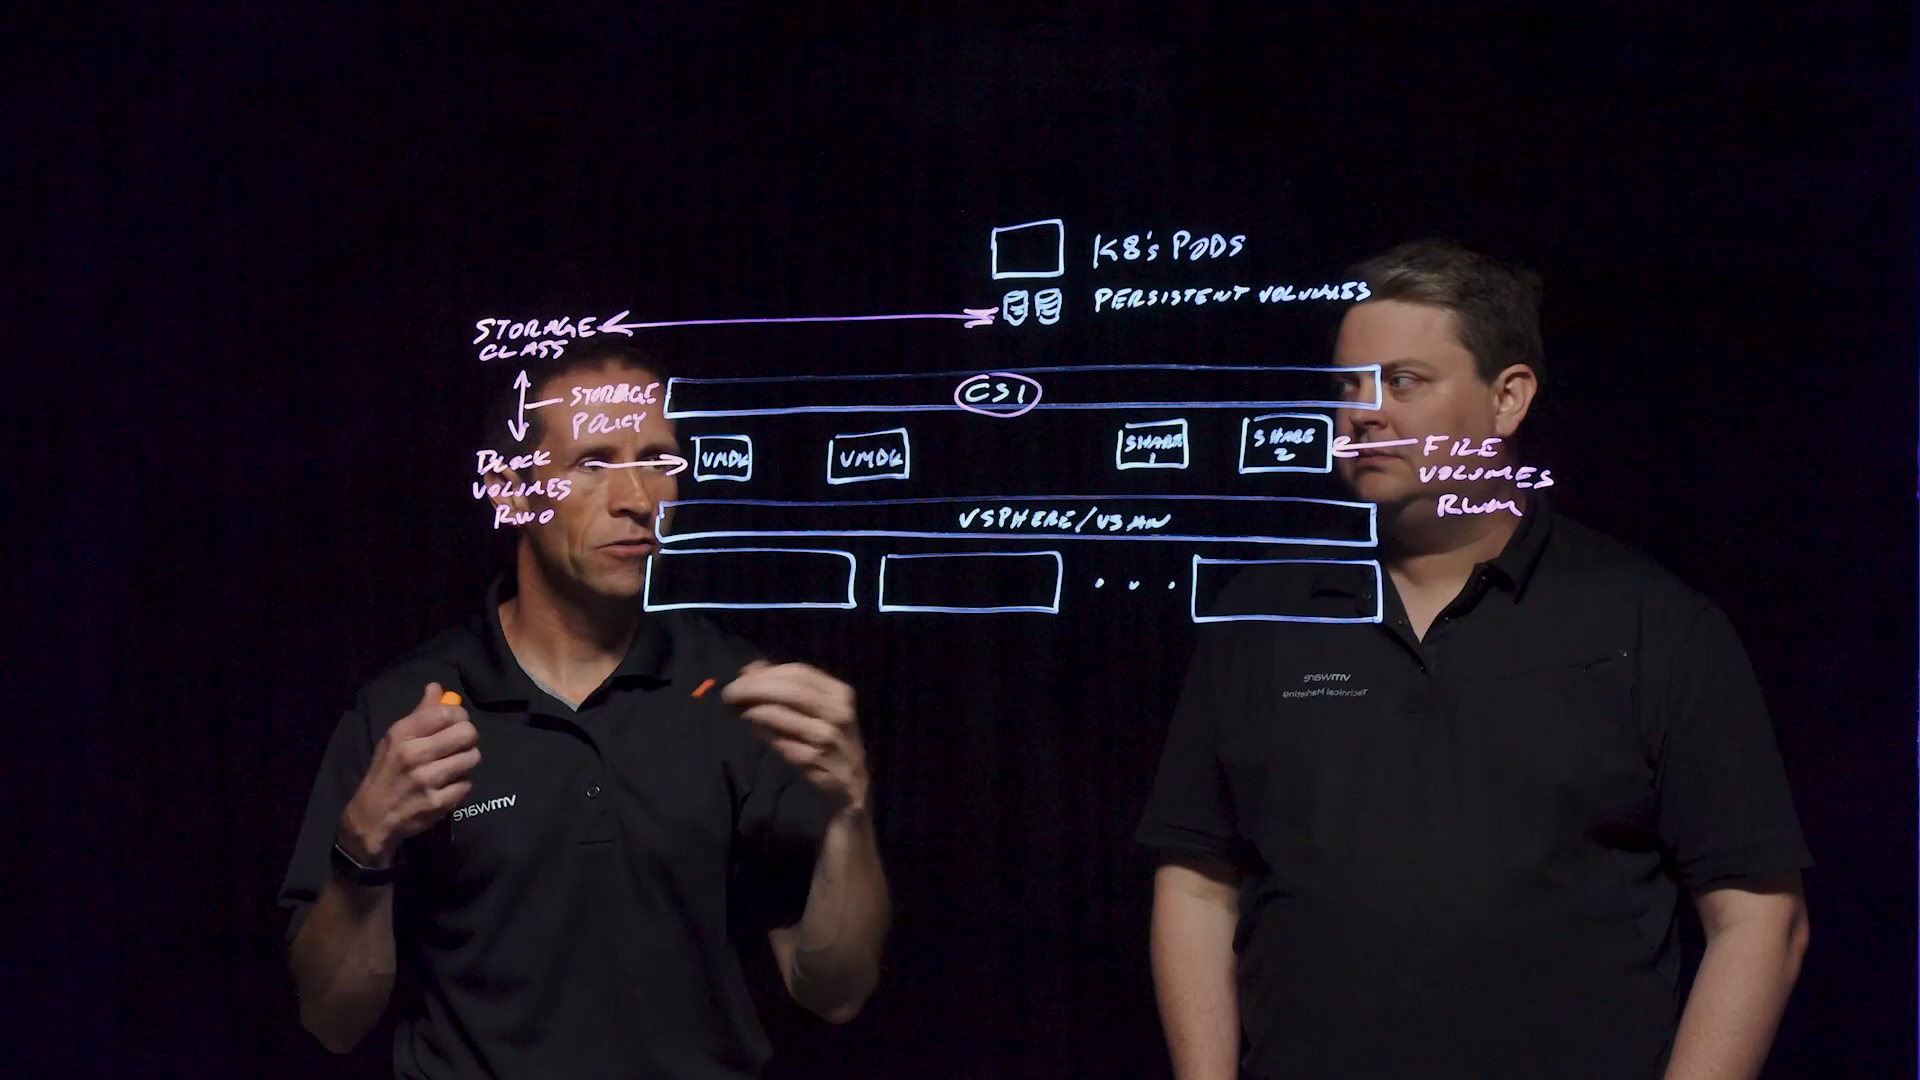 K8's PODS
PERSISTENT VOLUMES
STORAGE
CLASS
STORAGE
POLICY
CSI
BLOCK
VOLUMES
RWO
VMDK
VMDK
SHARE
1
SHARE
2
FILE
VOLUMES
RWM
VSPHERE/VSAN
vmware
vmware
Technical Marketing